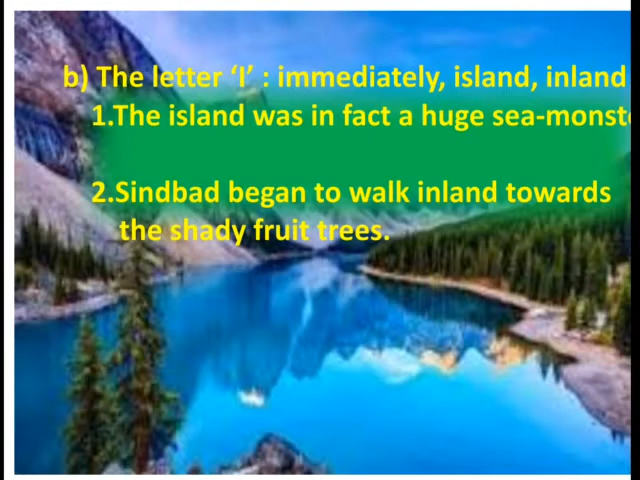 b) The letter ‘I’ : immediately, island, inland
1.The island was in fact a huge
2.Sindbad began to walk inland towards
the shady fruit trees.